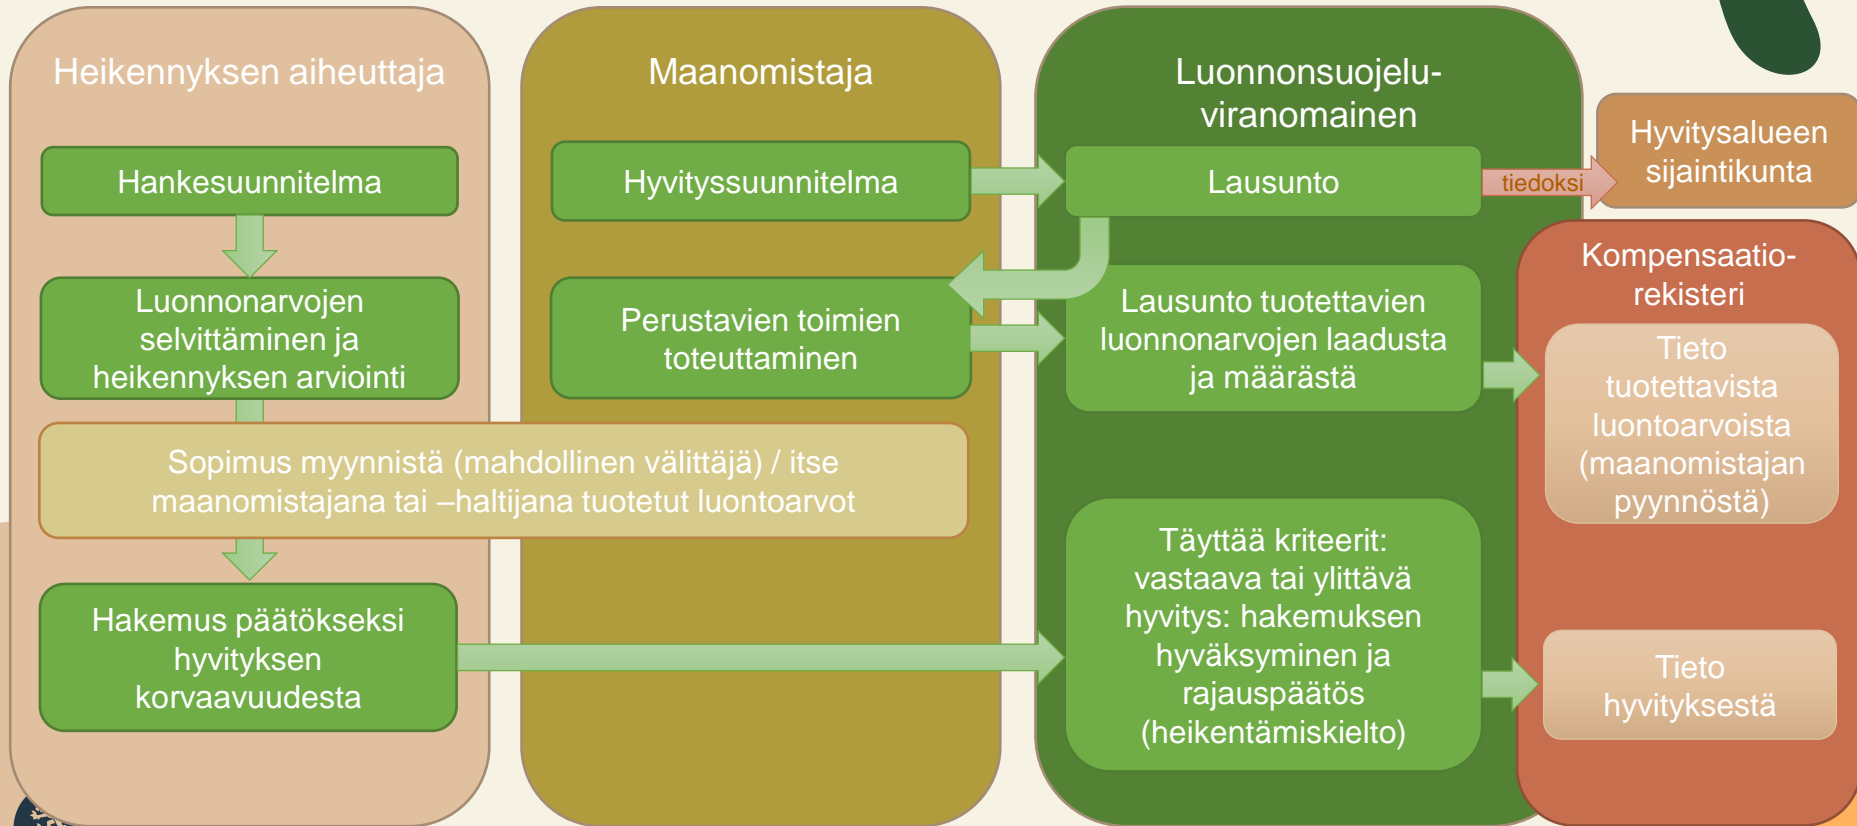 Heikennyksen aiheuttaja
Hankesuunnitelma
Luonnonarvojen
selvittäminen ja
heikennyksen arviointi
Sopimus myynnistä (mahdollinen välittäjä) / itse
maanomistajana tai –haltijana tuotetut luontoarvot
Hakemus päätökseksi
hyvityksen
korvaavuudesta
Maanomistaja
Hyvityssuunnitelma
Perustavien toimien
toteuttaminen
Luonnonsuojelu-
viranomainen
Lausunto
tiedoksi
Lausunto tuotettavien
luonnonarvojen laadusta
ja määrästä
Täyttää kriteerit:
vastaava tai ylittävä
hyvitys: hakemuksen
hyväksyminen ja
rajauspäätös
(heikentämiskielto)
Hyvitysalueen
sijaintikunta
Kompensaatio-
rekisteri
Tieto
tuotettavista
luontoarvoista
(maanomistajan
pyynnöstä)
Tieto
hyvityksestä